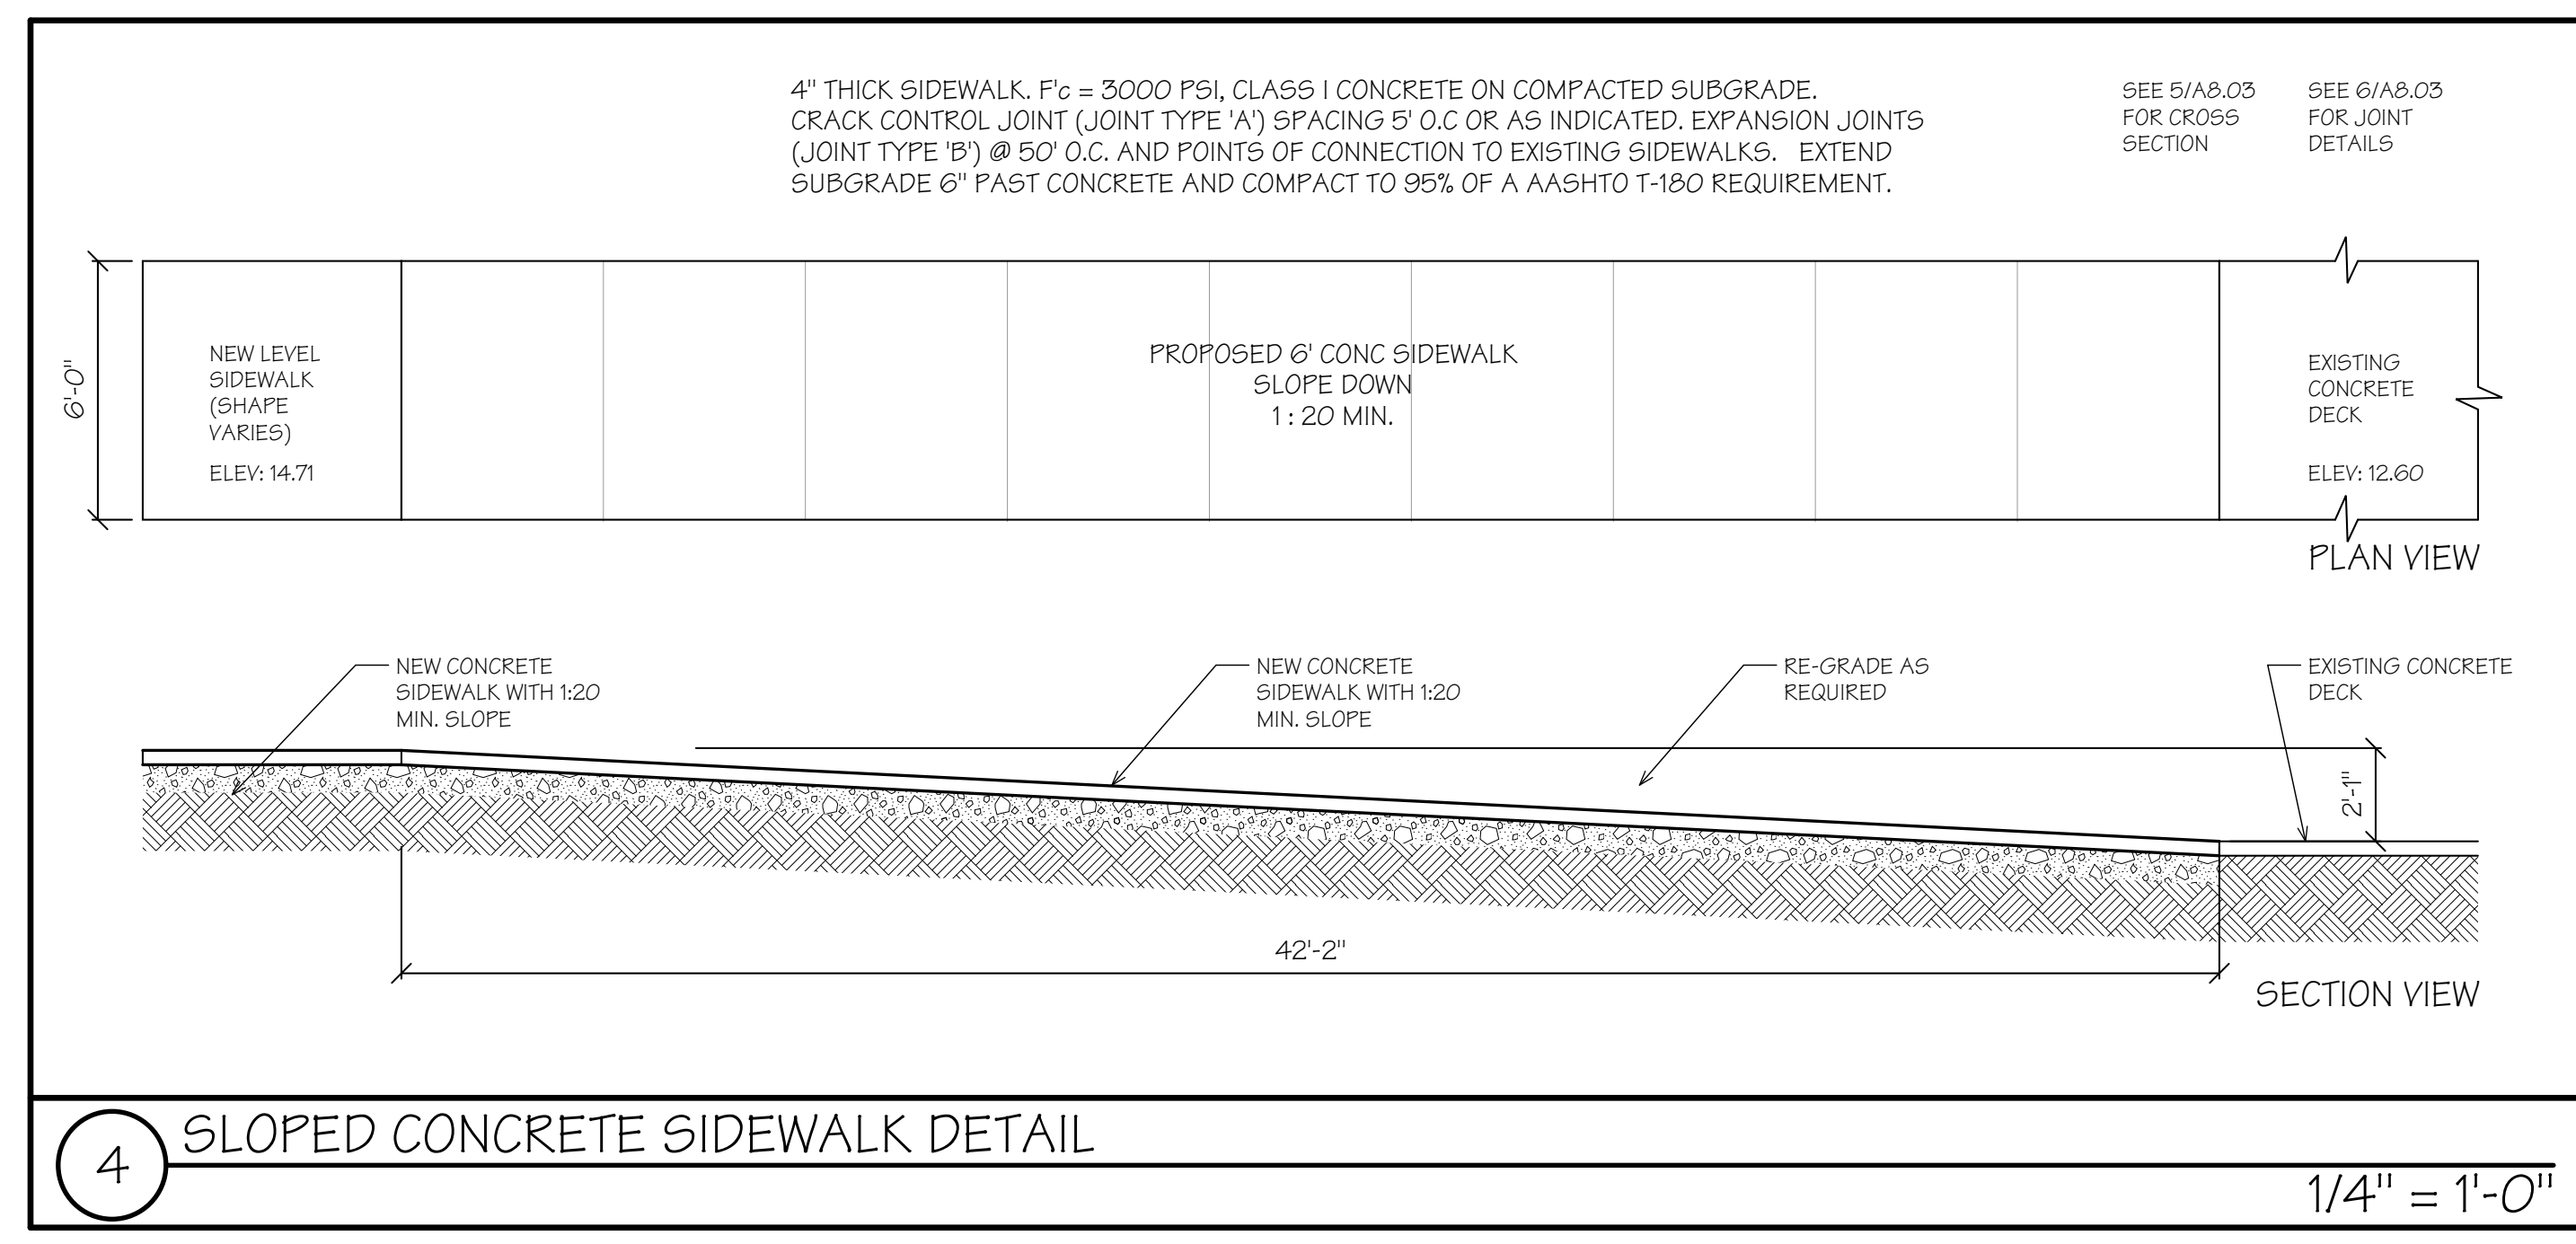 4" THICK SIDEWALK. F'c = 3000 PSI, CLASS I CONCRETE ON COMPACTED SUBGRADE.
CRACK CONTROL JOINT (JOINT TYPE 'A') SPACING 5' O.C OR AS INDICATED. EXPANSION JOINTS
(JOINT TYPE 'B') @ 50' O.C. AND POINTS OF CONNECTION TO EXISTING SIDEWALKS. EXTEND
SUBGRADE 6" PAST CONCRETE AND COMPACT TO 95% OF A AASHTO T-180 REQUIREMENT.
SEE 5/A8.03
FOR CROSS
SECTION
SEE 6/A8.03
FOR JOINT
DETAILS
6'-0"
NEW LEVEL
SIDEWALK
(SHAPE
VARIES)
ELEV: 14.71
PROPOSED 6' CONC SIDEWALK
SLOPE DOWN
1 : 20 MIN.
EXISTING
CONCRETE
DECK
ELEV: 12.60
PLAN VIEW
NEW CONCRETE
SIDEWALK WITH 1:20
MIN. SLOPE
NEW CONCRETE
SIDEWALK WITH 1:20
MIN. SLOPE
RE-GRADE AS
REQUIRED
EXISTING CONCRETE
DECK
2'-1"
42'-2"
SECTION VIEW
4
SLOPED CONCRETE SIDEWALK DETAIL
1/4" = 1'-0"